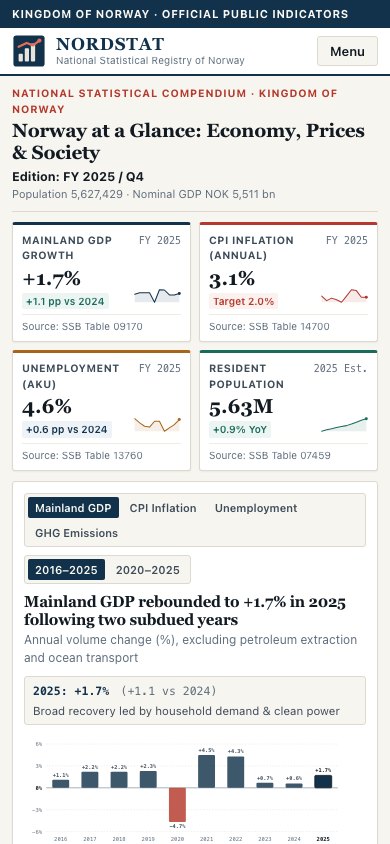 KINGDOM OF NORWAY · OFFICIAL PUBLIC INDICATORS
NORDSTAT
National Statistical Registry of Norway
Menu
NATIONAL STATISTICAL COMPENDIUM · KINGDOM OF
NORWAY
Norway at a Glance: Economy, Prices
& Society
Edition: FY 2025 / Q4
Population 5,627,429 · Nominal GDP NOK 5,511 bn
MAINLAND GDP
GROWTH
FY 2025
+1.7%
+1.1 pp vs 2024
Source: SSB Table 09170
CPI INFLATION
(ANNUAL)
FY 2025
3.1%
Target 2.0%
Source: SSB Table 14700
UNEMPLOYMENT
(AKU)
FY 2025
4.6%
+0.6 pp vs 2024
Source: SSB Table 13760
RESIDENT
POPULATION
2025 Est.
5.63M
+0.9% YoY
Source: SSB Table 07459
Mainland GDP CPI Inflation Unemployment
GHG Emissions
2016–2025 2020–2025
Mainland GDP rebounded to +1.7% in 2025
following two subdued years
Annual volume change (%), excluding petroleum extraction
and ocean transport
2025: +1.7% (+1.1 vs 2024)
Broad recovery led by household demand & clean power
6%
3%
0%
−3%
−6%
+1.1% +2.2% +2.2% +2.3% −4.7% +4.5% +4.3% +0.7% +0.6% +1.7%
2016 2017 2018 2019 2020 2021 2022 2023 2024 2025